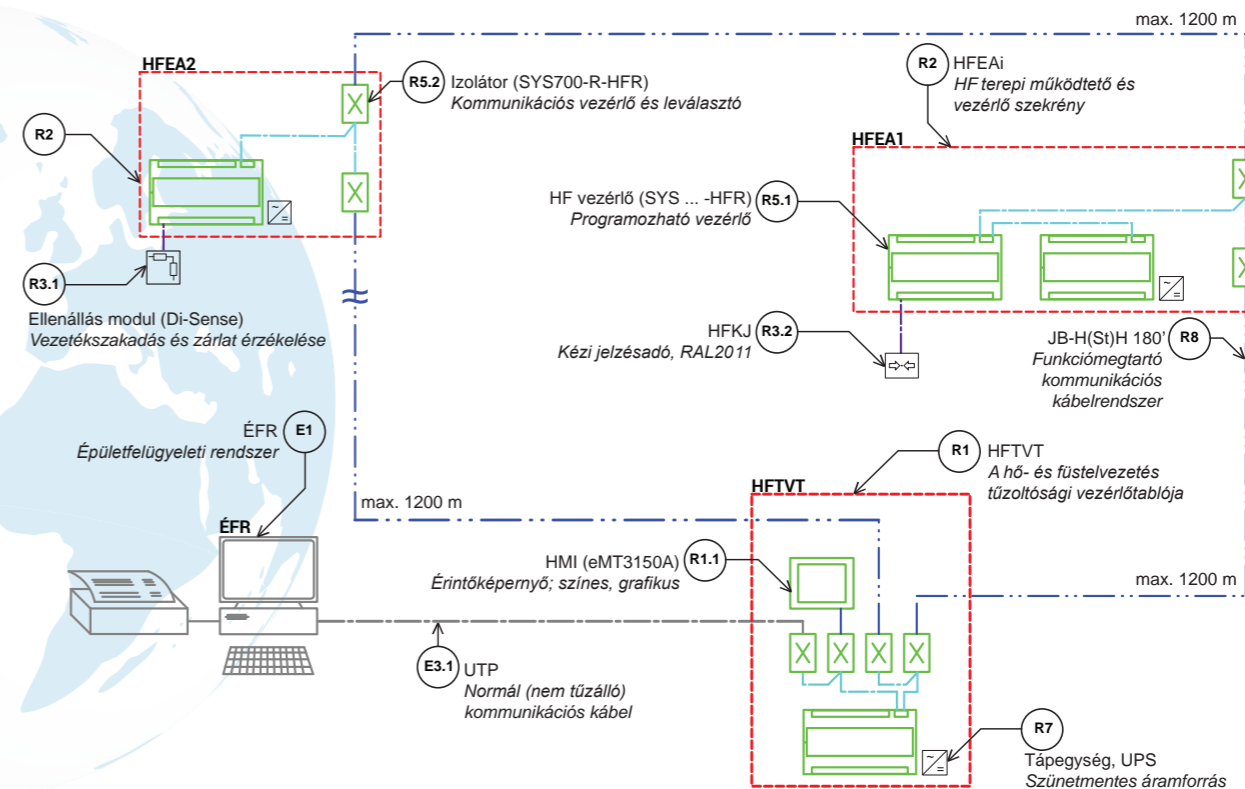 max. 1200 m
HFEA2
R5.2
Izolátor (SYS700-R-HFR)
Kommunikációs vezérlő és leválasztó
R2
HFEAi
HF terepi működtető és
vezérlő szekrény
R2
HFEA1
HF vezérlő (SYS ... -HFR)
Programozható vezérlő
R5.1
R3.1
Ellenállás modul (Di-Sense)
Vezetékszakadás és zárlat érzékelése
HFKJ
Kézi jelzésadó, RAL2011
R3.2
JB-H(St)H 180'
Funkciómegtartó
kommunikációs
kábelrendszer
R8
ÉFR
Épületfelügyeleti rendszer
E1
R1
HFTVT
A hő- és füstelvezetés
tűzoltósági vezérlőtablója
HFTVT
max. 1200 m
ÉFR
HMI (eMT3150A)
Érintőképernyő; színes, grafikus
R1.1
max. 1200 m
E3.1
UTP
Normál (nem tűzálló)
kommunikációs kábel
R7
Tápegység, UPS
Szünetmentes áramforrás